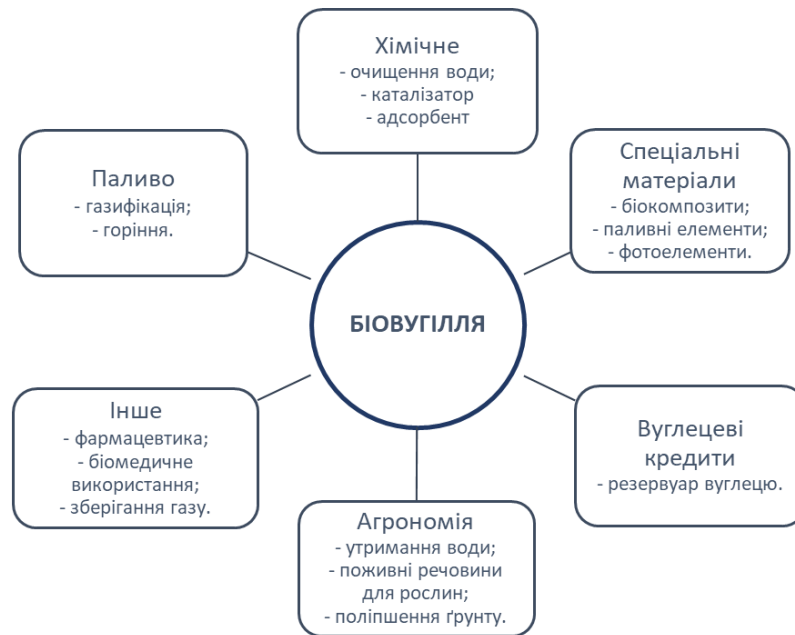 Хімічне
- очищення води;
- каталізатор
- адсорбент
Паливо
- газифікація;
- горіння.
Спеціальні
матеріали
- біокомпозити;
- паливні елементи;
- фотоелементи.
БІОВУГІЛЛЯ
Інше
- фармацевтика;
- біомедичне
використання;
- зберігання газу.
Вуглецеві
кредити
- резервуар вуглецю.
Агрономія
- утримання води;
- поживні речовини
для рослин;
- поліпшення ґрунту.